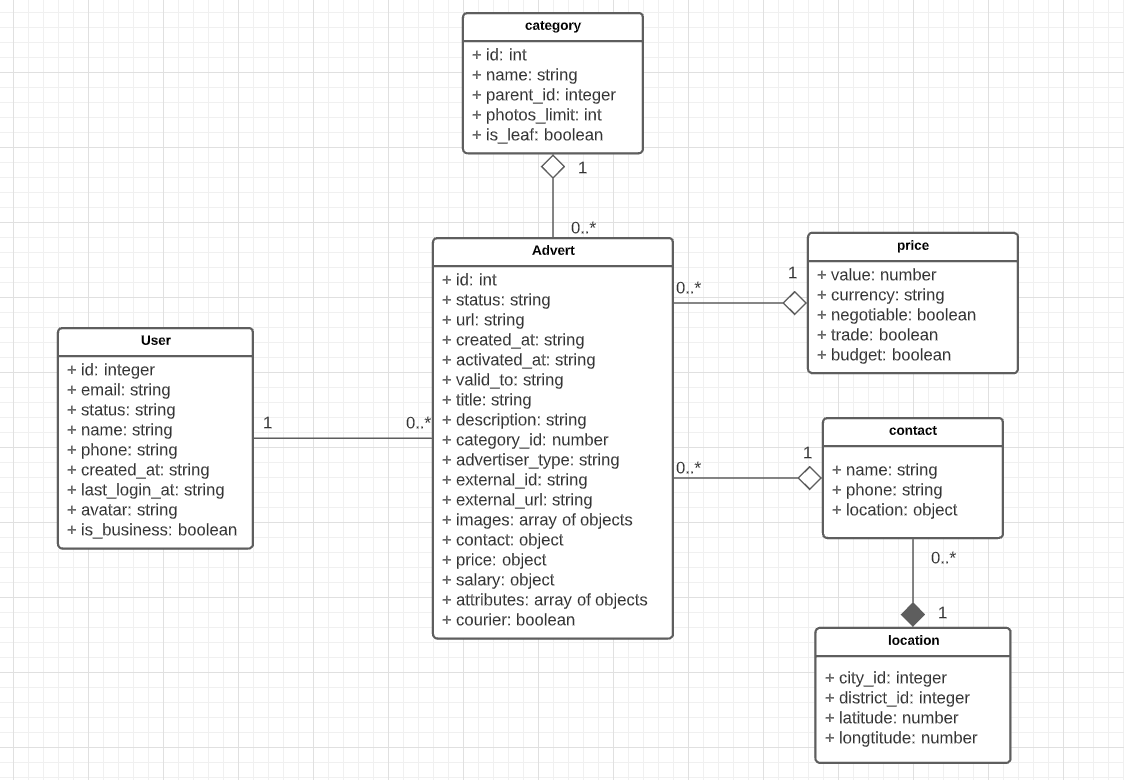 category
+ id: int
+ name: string
+ parent_id: integer
+ photos_limit: int
+ is_leaf: boolean
1
0..*
Advert
+ id: int
+ status: string
+ url: string
+ created_at: string
+ activated_at: string
+ valid_to: string
+ title: string
+ description: string
+ category_id: number
+ advertiser_type: string
+ external_id: string
+ external_url: string
+ images: array of objects
+ contact: object
+ price: object
+ salary: object
+ attributes: array of objects
+ courier: boolean
User
+ id: integer
+ email: string
+ status: string
+ name: string
+ phone: string
+ created_at: string
+ last_login_at: string
+ avatar: string
+ is_business: boolean
1
0..*
0..*
1
price
+ value: number
+ currency: string
+ negotiable: boolean
+ trade: boolean
+ budget: boolean
0..*
1
contact
+ name: string
+ phone: string
+ location: object
0..*
1
location
+ city_id: integer
+ district_id: integer
+ latitude: number
+ longtitude: number